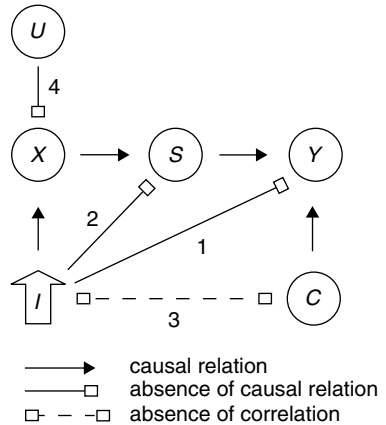 U
4
X S Y
2
1
I C
3
causal relation
absence of causal relation
absence of correlation